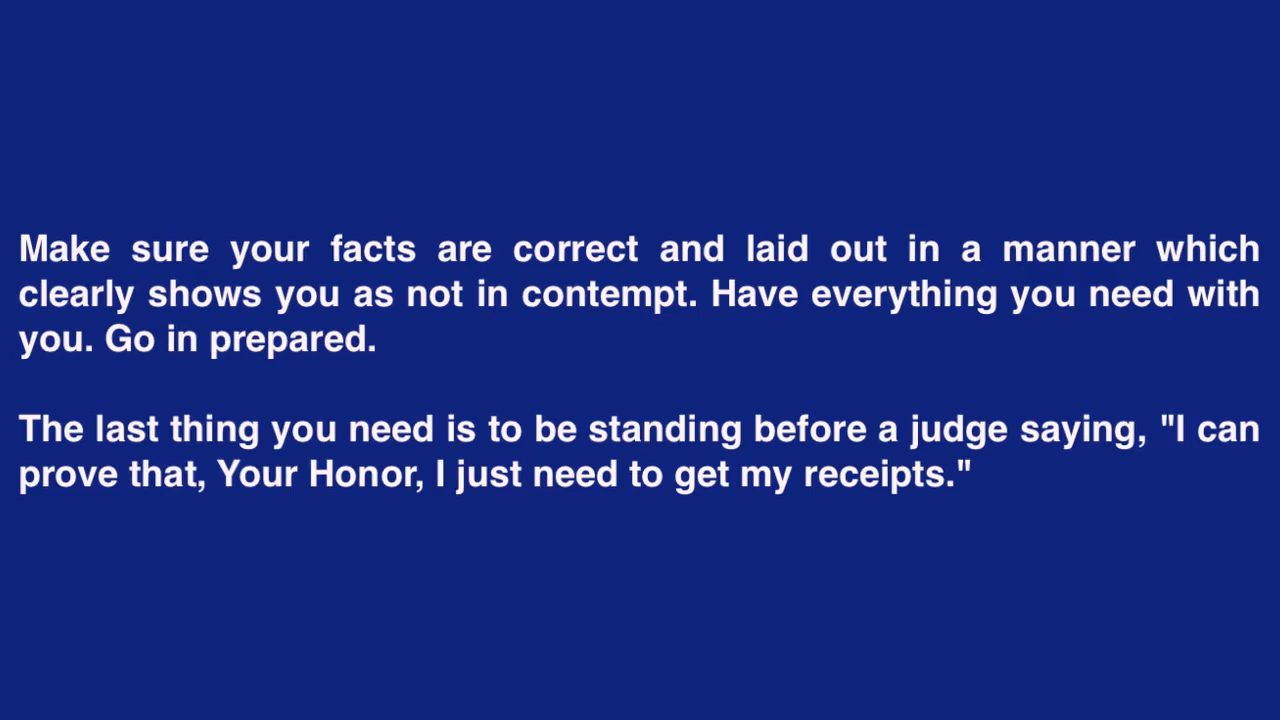 Make sure your facts are correct and laid out in a manner which
clearly shows you as not in contempt. Have everything you need with
you. Go in prepared.
The last thing you need is to be standing before a judge saying, "I can
prove that, Your Honor, I just need to get my receipts."